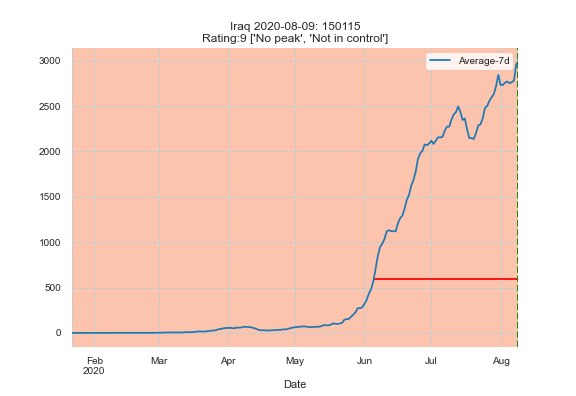 Iraq 2020-08-09: 150115
Rating:9 ['No peak', 'Not in control']
Average-7d
3000
2500
2000
1500
1000
500
0
Feb Mar Apr May Jun Jul Aug
2020
Date